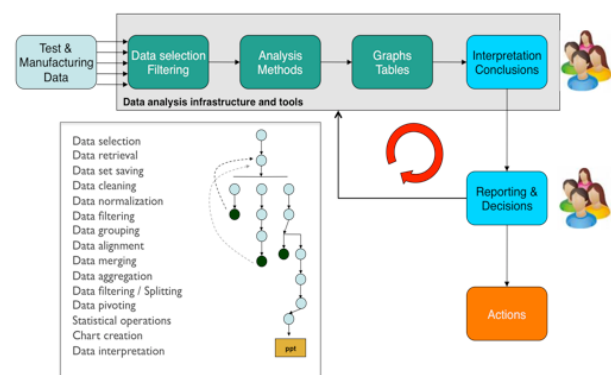 Test &
Manufacturing
Data
Data selection
Filtering
Analysis
Methods
Graphs
Tables
Interpretation
Conclusions
Data analysis infrastructure and tools
Data selection
Data retrieval
Data set saving
Data cleaning
Data normalization
Data filtering
Data grouping
Data alignment
Data merging
Data aggregation
Data filtering / Splitting
Data pivoting
Statistical operations
Chart creation
Data interpretation
ppt
Reporting &
Decisions
Actions